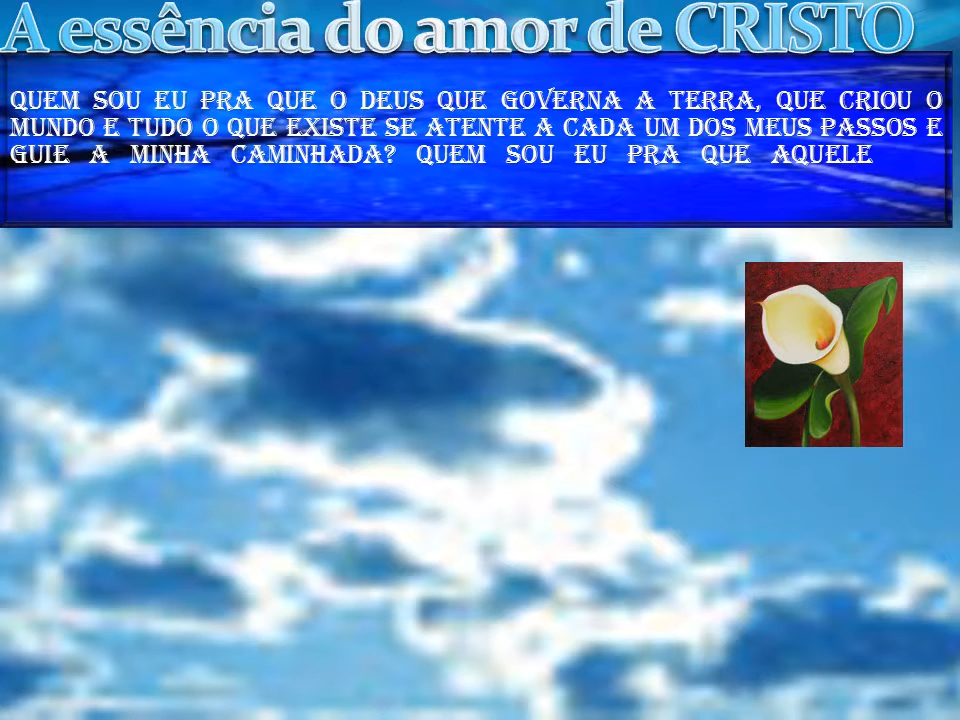 A essência do amor de CRISTO
QUEM SOU EU PRA QUE O DEUS QUE GOVERNA A TERRA, QUE CRIOU O
MUNDO E TUDO O QUE EXISTE SE ATENTE A CADA UM DOS MEUS PASSOS E
GUIE A MINHA CAMINHADA? QUEM SOU EU PRA QUE AQUELE